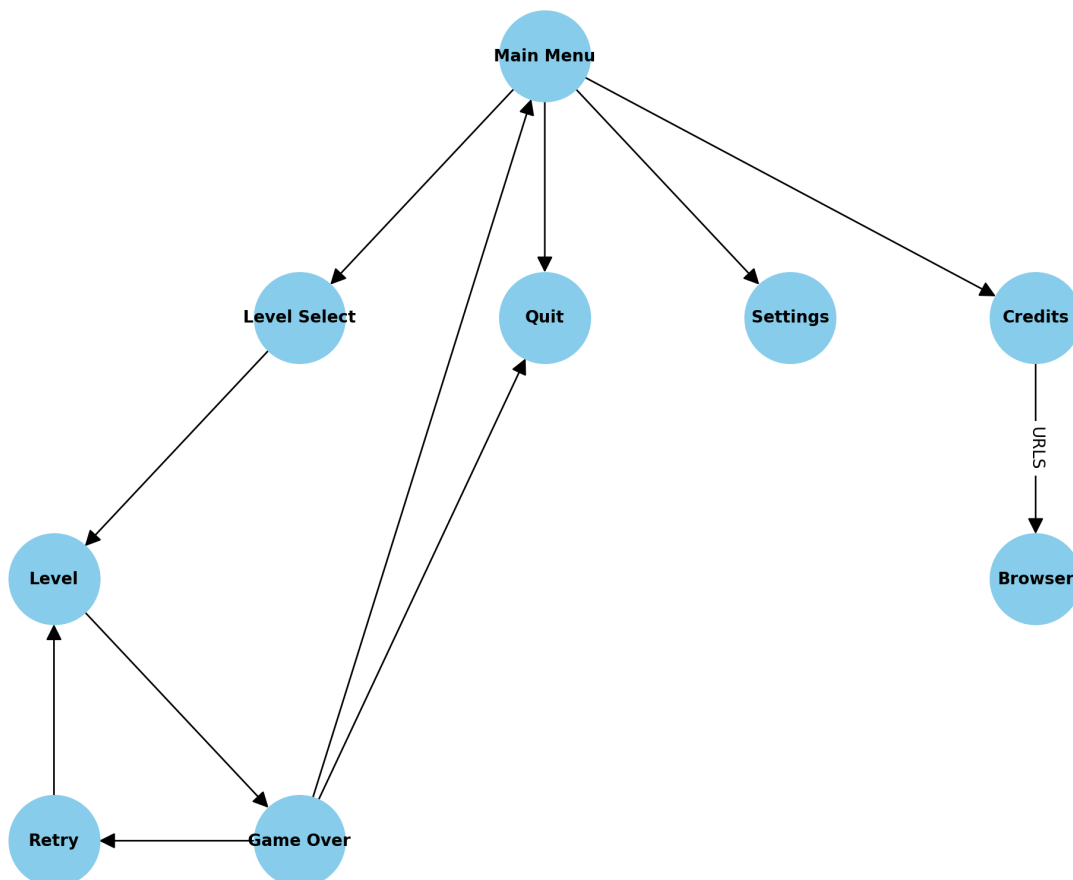 Main Menu
Level Select
Quit
Settings
Credits
URLS
Level
Browser
Retry
Game Over